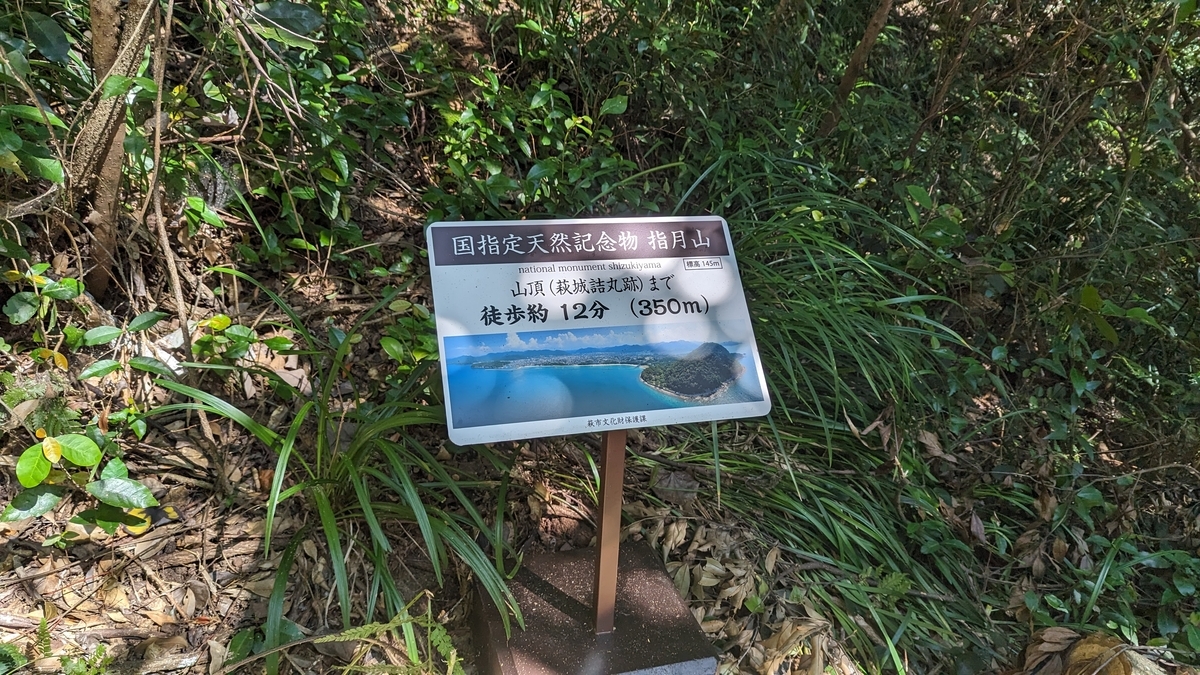 国指定天然記念物 指月山
national monument shizukiyama
標高 145m
山頂 (萩城詰丸跡) まで
徒歩約 12分 (350m)
萩市文化財保護課